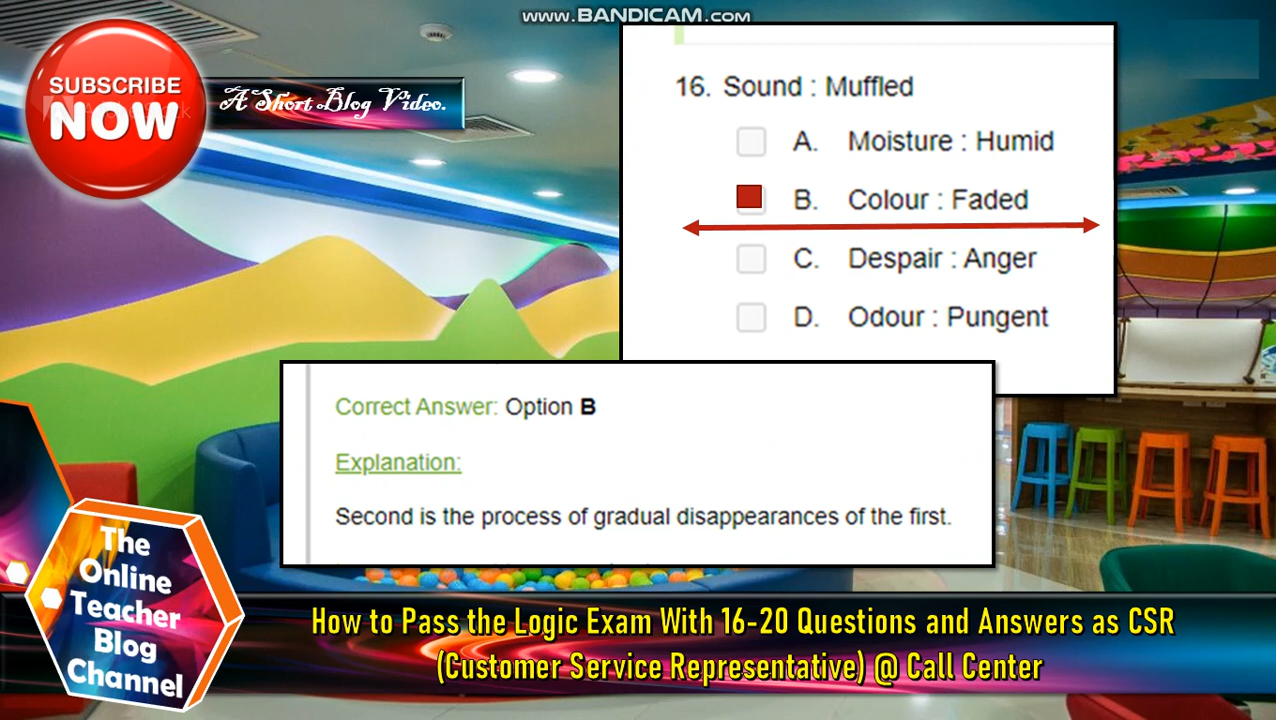 www.BANDICAM.com
SUBSCRIBE
NOW
A Short Blog Video.
16. Sound : Muffled
A. Moisture : Humid
B. Colour : Faded
C. Despair : Anger
D. Odour : Pungent
Correct Answer: Option B
Explanation:
Second is the process of gradual disappearances of the first.
The
Online
Teacher
Blog
Channel
How to Pass the Logic Exam With 16-20 Questions and Answers as CSR
(Customer Service Representative) @ Call Center